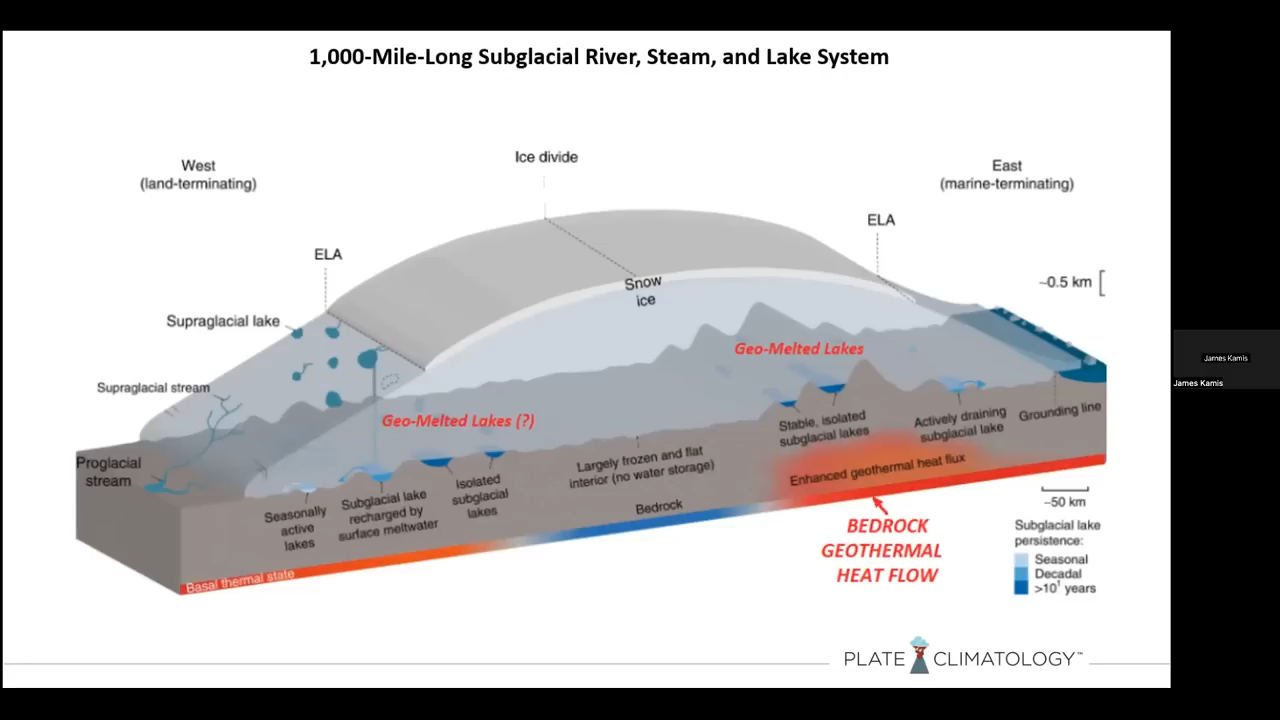 1,000-Mile-Long Subglacial River, Steam, and Lake System
West
(land-terminating)
Ice divide
East
(marine-terminating)
ELA
ELA
Snow
ice
~0.5 km
Supraglacial lake
Geo-Melted Lakes
Supraglacial stream
Geo-Melted Lakes (?)
Proglacial
stream
Seasonally
active
lakes
Subglacial lake
recharged by
surface meltwater
Isolated
subglacial
lakes
Largely frozen and flat
interior (no water storage)
Stable, isolated
subglacial lakes
Actively draining
subglacial lake
Grounding line
Enhanced geothermal heat flux
Bedrock
Basal thermal state
BEDROCK
GEOTHERMAL
HEAT FLOW
~50 km
Subglacial lake
persistence:
Seasonal
Decadal
>10¹ years
PLATE CLIMATOLOGY™
James Kamis
James Kamis